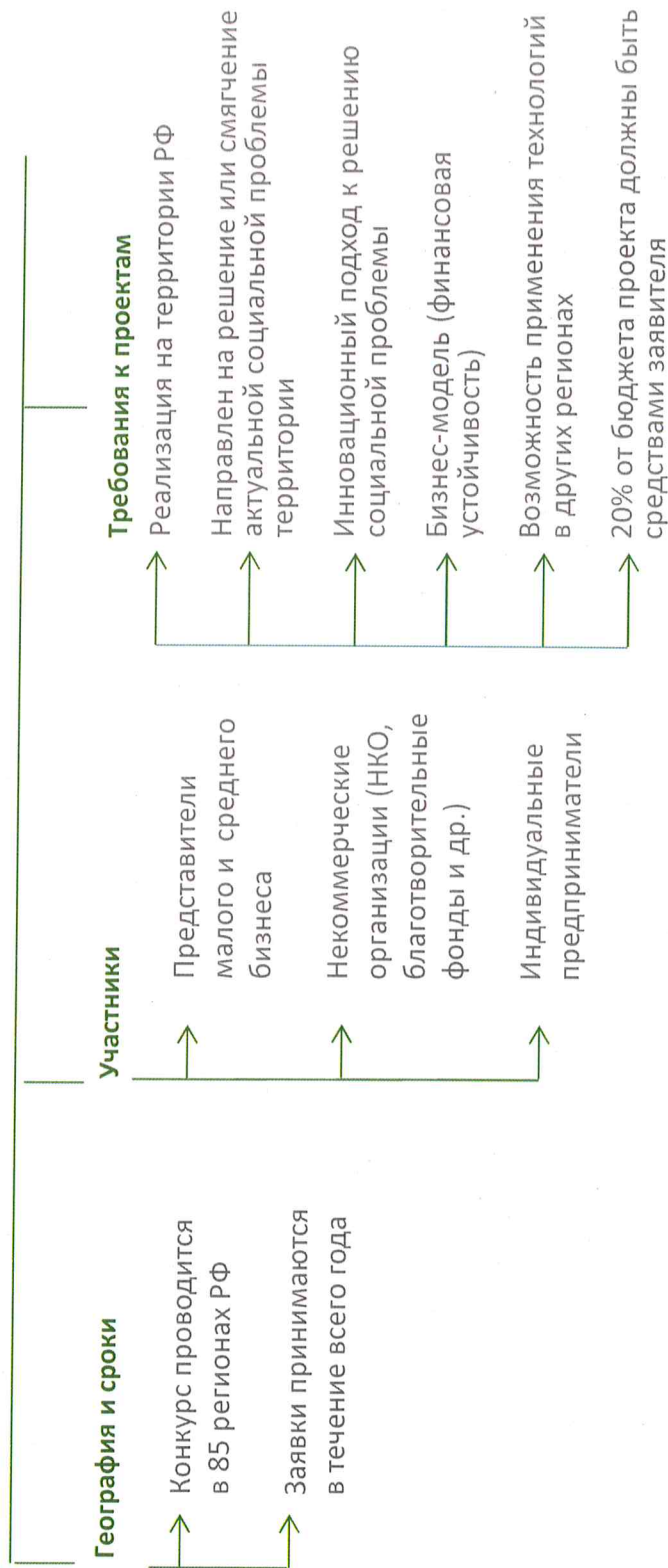 География и сроки
Конкурс проводится
в 85 регионах РФ
Заявки принимаются
в течение всего года
Участники
Представители
малого и среднего
бизнеса
Некоммерческие
организации (НКО,
благотворительные
фонды и др.)
Индивидуальные
предприниматели
Требования к проектам
Реализация на территории РФ
Направлен на решение или смягчение
актуальной социальной проблемы
территории
Инновационный подход к решению
социальной проблемы
Бизнес-модель (финансовая
устойчивость)
Возможность применения технологий
в других регионах
20% от бюджета проекта должны быть
средствами заявителя